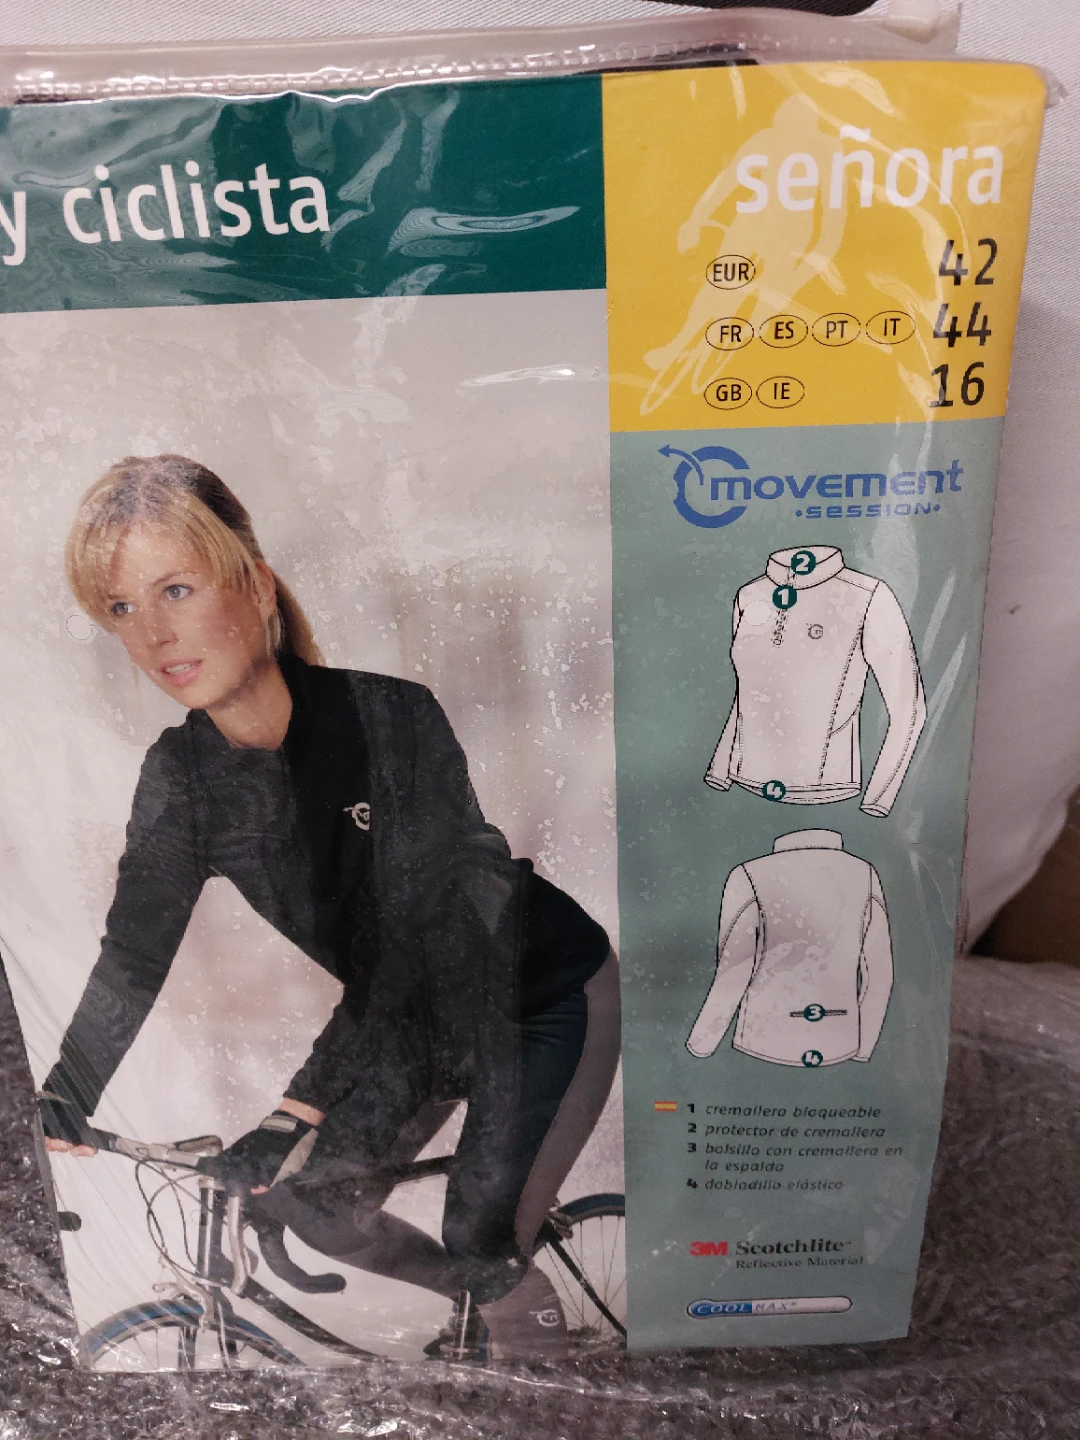 y ciclista
señora
EUR 42
FR ES PT IT 44
GB IE 16
movement
•session•
2
1
4
3
4
1 cremallera bloqueable
2 protector de cremallera
3 bolsillo con cremallera en
la espalda
4 dobladillo elástico
3M Scotchlite™
Reflective Material
COOLMAX®